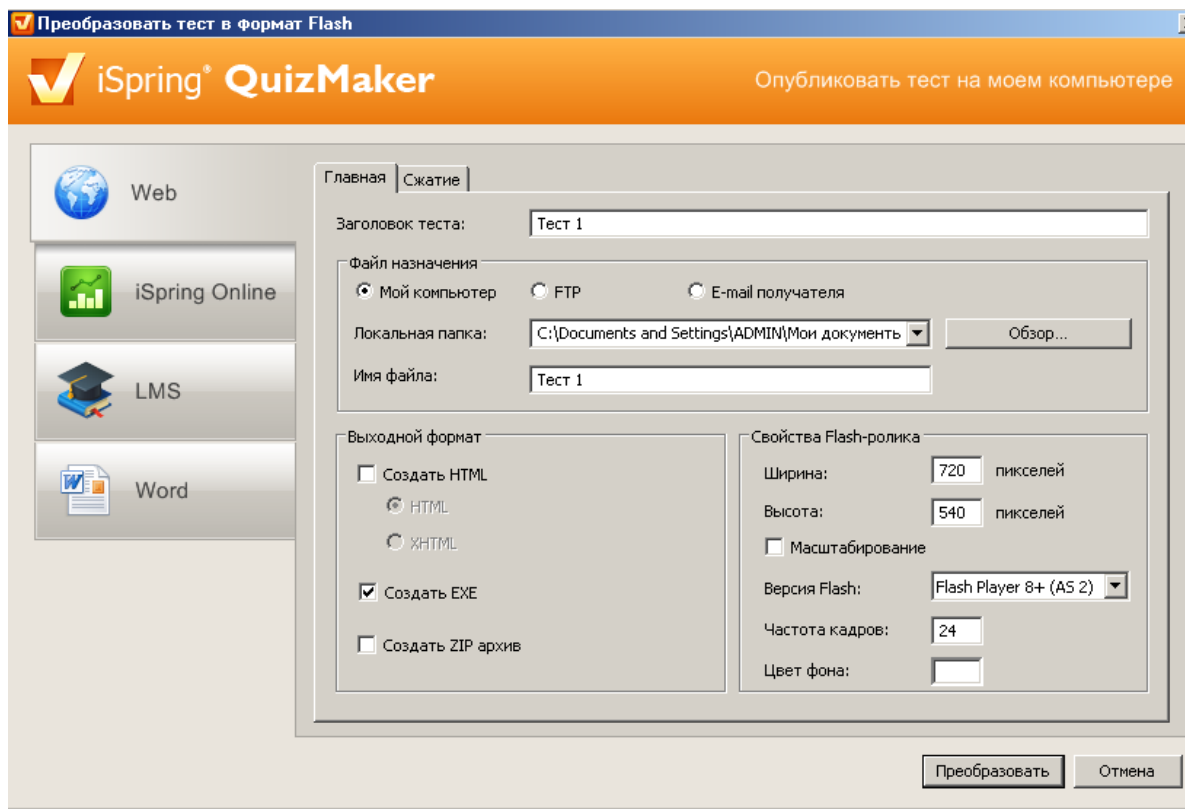 Преобразовать тест в формат Flash
iSpring® QuizMaker
Опубликовать тест на моем компьютере
Web
iSpring Online
LMS
Word
Главная
Сжатие
Заголовок теста:
Тест 1
Файл назначения
Мой компьютер
FTP
E-mail получателя
Локальная папка:
C:\Documents and Settings\ADMIN\Мои документь
Обзор...
Имя файла:
Тест 1
Выходной формат
Создать HTML
HTML
XHTML
Создать EXE
Создать ZIP архив
Свойства Flash-ролика
Ширина:
720 пикселей
Высота:
540 пикселей
Масштабирование
Версия Flash:
Flash Player 8+ (AS 2)
Частота кадров:
24
Цвет фона:
Преобразовать
Отмена